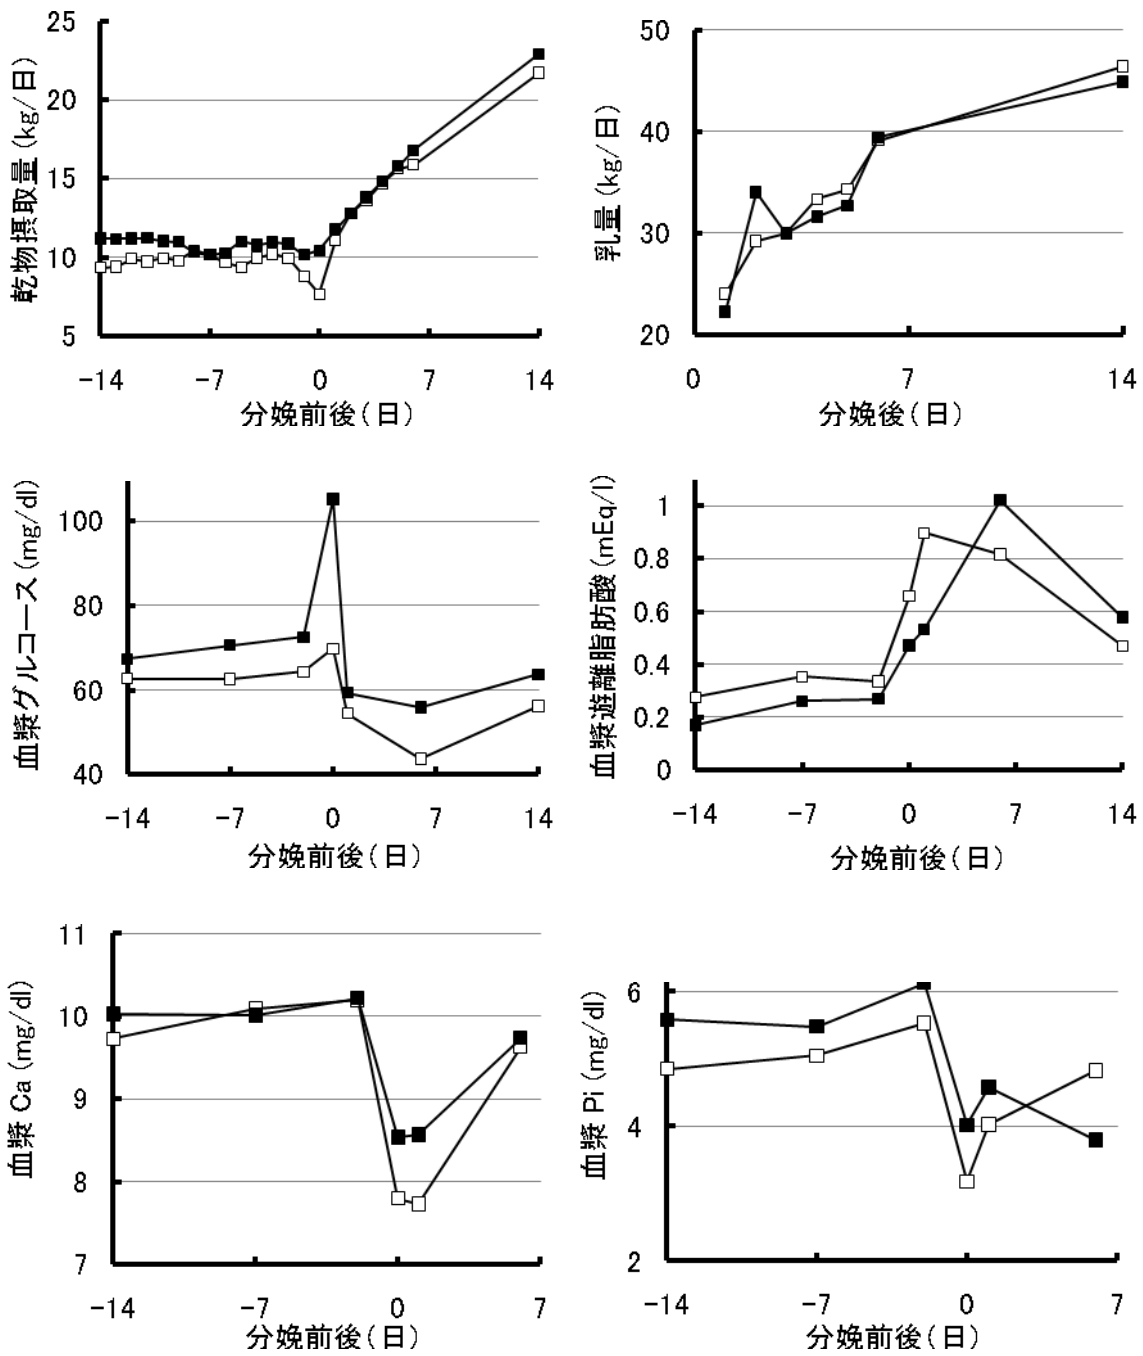 乾物摂取量(kg/日)
25
20
15
10
5
-14 -7 0 7 14
分娩前後(日)
乳量(kg/日)
50
40
30
20
0 7 14
分娩後(日)
血漿グルコース(mg/dl)
100
80
60
40
-14 -7 0 7 14
分娩前後(日)
血漿遊離脂肪酸(mEq/l)
1
0.8
0.6
0.4
0.2
0
-14 -7 0 7 14
分娩前後(日)
血漿 Ca(mg/dl)
11
10
9
8
7
-14 -7 0 7
分娩前後(日)
血漿 Pi(mg/dl)
6
4
2
-14 -7 0 7
分娩前後(日)